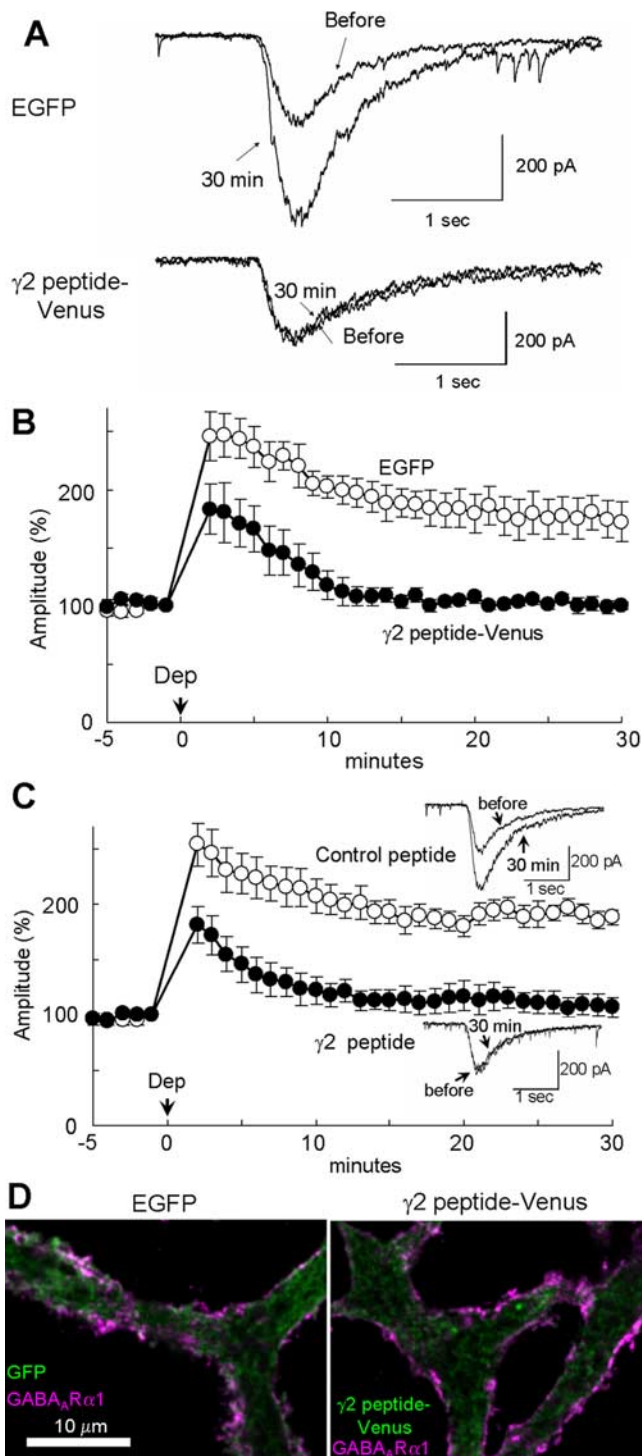 A
Before
EGFP
30 min
200 pA
1 sec
γ2 peptide-
Venus
30 min
Before
200 pA
1 sec
B
Amplitude (%)
200
100
0
EGFP
γ2 peptide-Venus
Dep
-5 0 10 20 30
minutes
C
Amplitude (%)
200
100
0
before
Control peptide
30 min
200 pA
1 sec
γ2 peptide
30 min
before
200 pA
1 sec
Dep
-5 0 10 20 30
minutes
D
EGFP
γ2 peptide-Venus
GFP
GABAARα1
10 μm
γ2 peptide-
Venus
GABAARα1